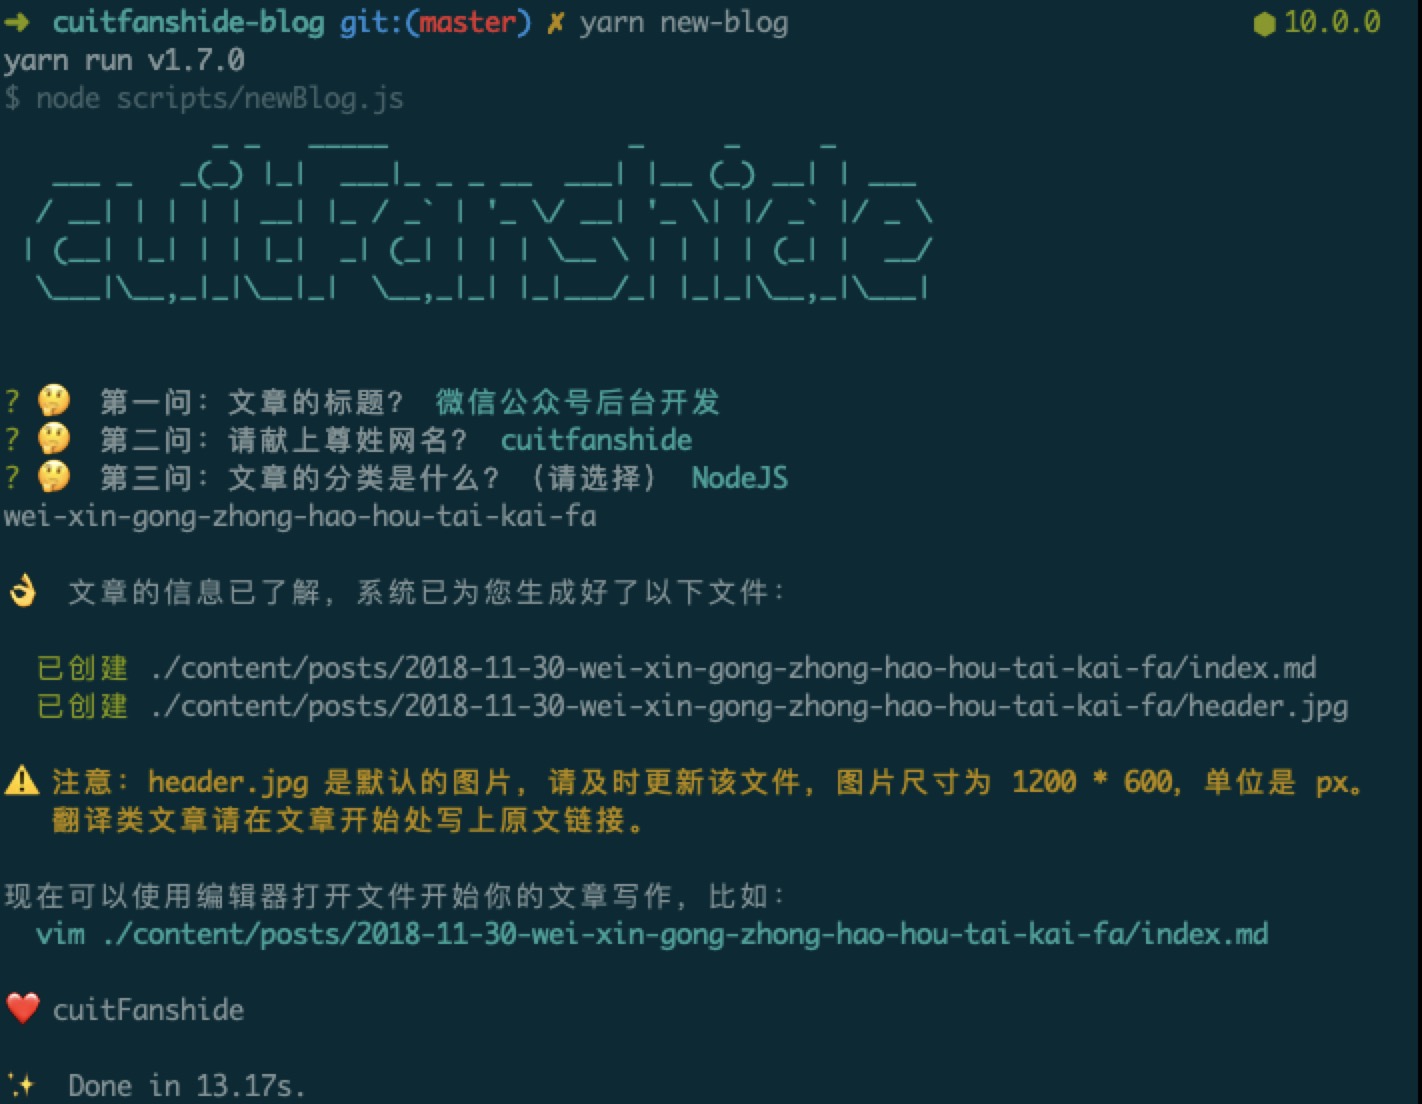 ➜ cuitfanshide-blog git:(master) ✗ yarn new-blog ⬢ 10.0.0
yarn run v1.7.0
$ node scripts/newBlog.js
cuitFanshide
? 🤔 第一问：文章的标题？ 微信公众号后台开发
? 🤔 第二问：请献上尊姓网名？ cuitfanshide
? 🤔 第三问：文章的分类是什么？（请选择） NodeJS
wei-xin-gong-zhong-hao-hou-tai-kai-fa
👌 文章的信息已了解，系统已为您生成好了以下文件：
已创建 ./content/posts/2018-11-30-wei-xin-gong-zhong-hao-hou-tai-kai-fa/index.md
已创建 ./content/posts/2018-11-30-wei-xin-gong-zhong-hao-hou-tai-kai-fa/header.jpg
⚠️ 注意：header.jpg 是默认的图片，请及时更新该文件，图片尺寸为 1200 * 600，单位是 px。
翻译类文章请在文章开始处写上原文链接。
现在可以使用编辑器打开文件开始你的文章写作，比如：
vim ./content/posts/2018-11-30-wei-xin-gong-zhong-hao-hou-tai-kai-fa/index.md
❤️ cuitFanshide
✨ Done in 13.17s.